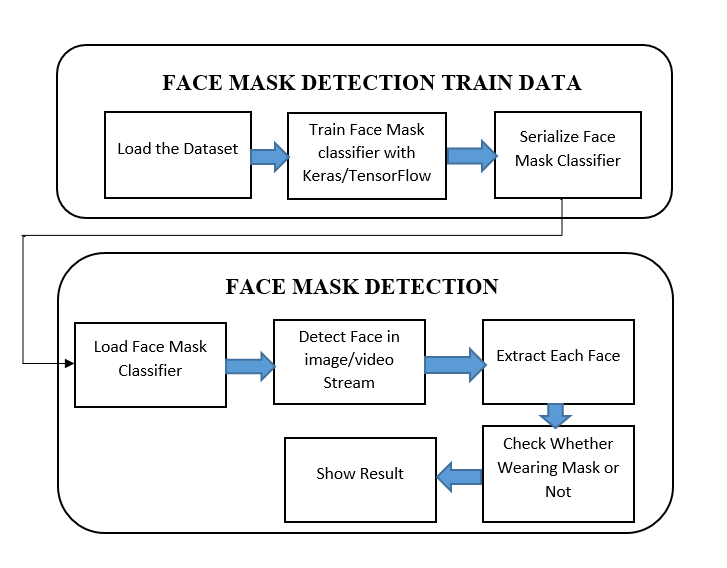 FACE MASK DETECTION TRAIN DATA
Load the Dataset
Train Face Mask
classifier with
Keras/TensorFlow
Serialize Face
Mask Classifier
FACE MASK DETECTION
Load Face Mask
Classifier
Detect Face in
image/video
Stream
Extract Each Face
Check Whether
Wearing Mask or
Not
Show Result